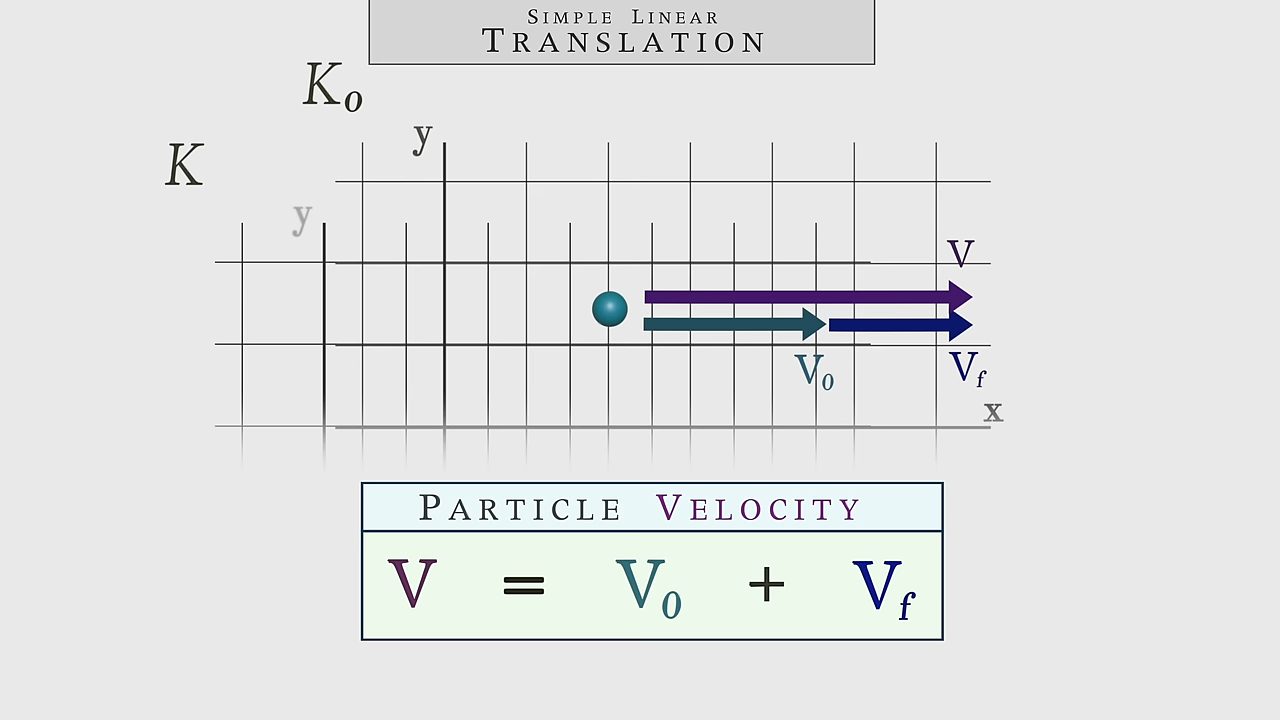 Simple Linear
Translation
K₀
y
K
y
V
V₀
V_f
x
Particle Velocity
V = V₀ + V_f